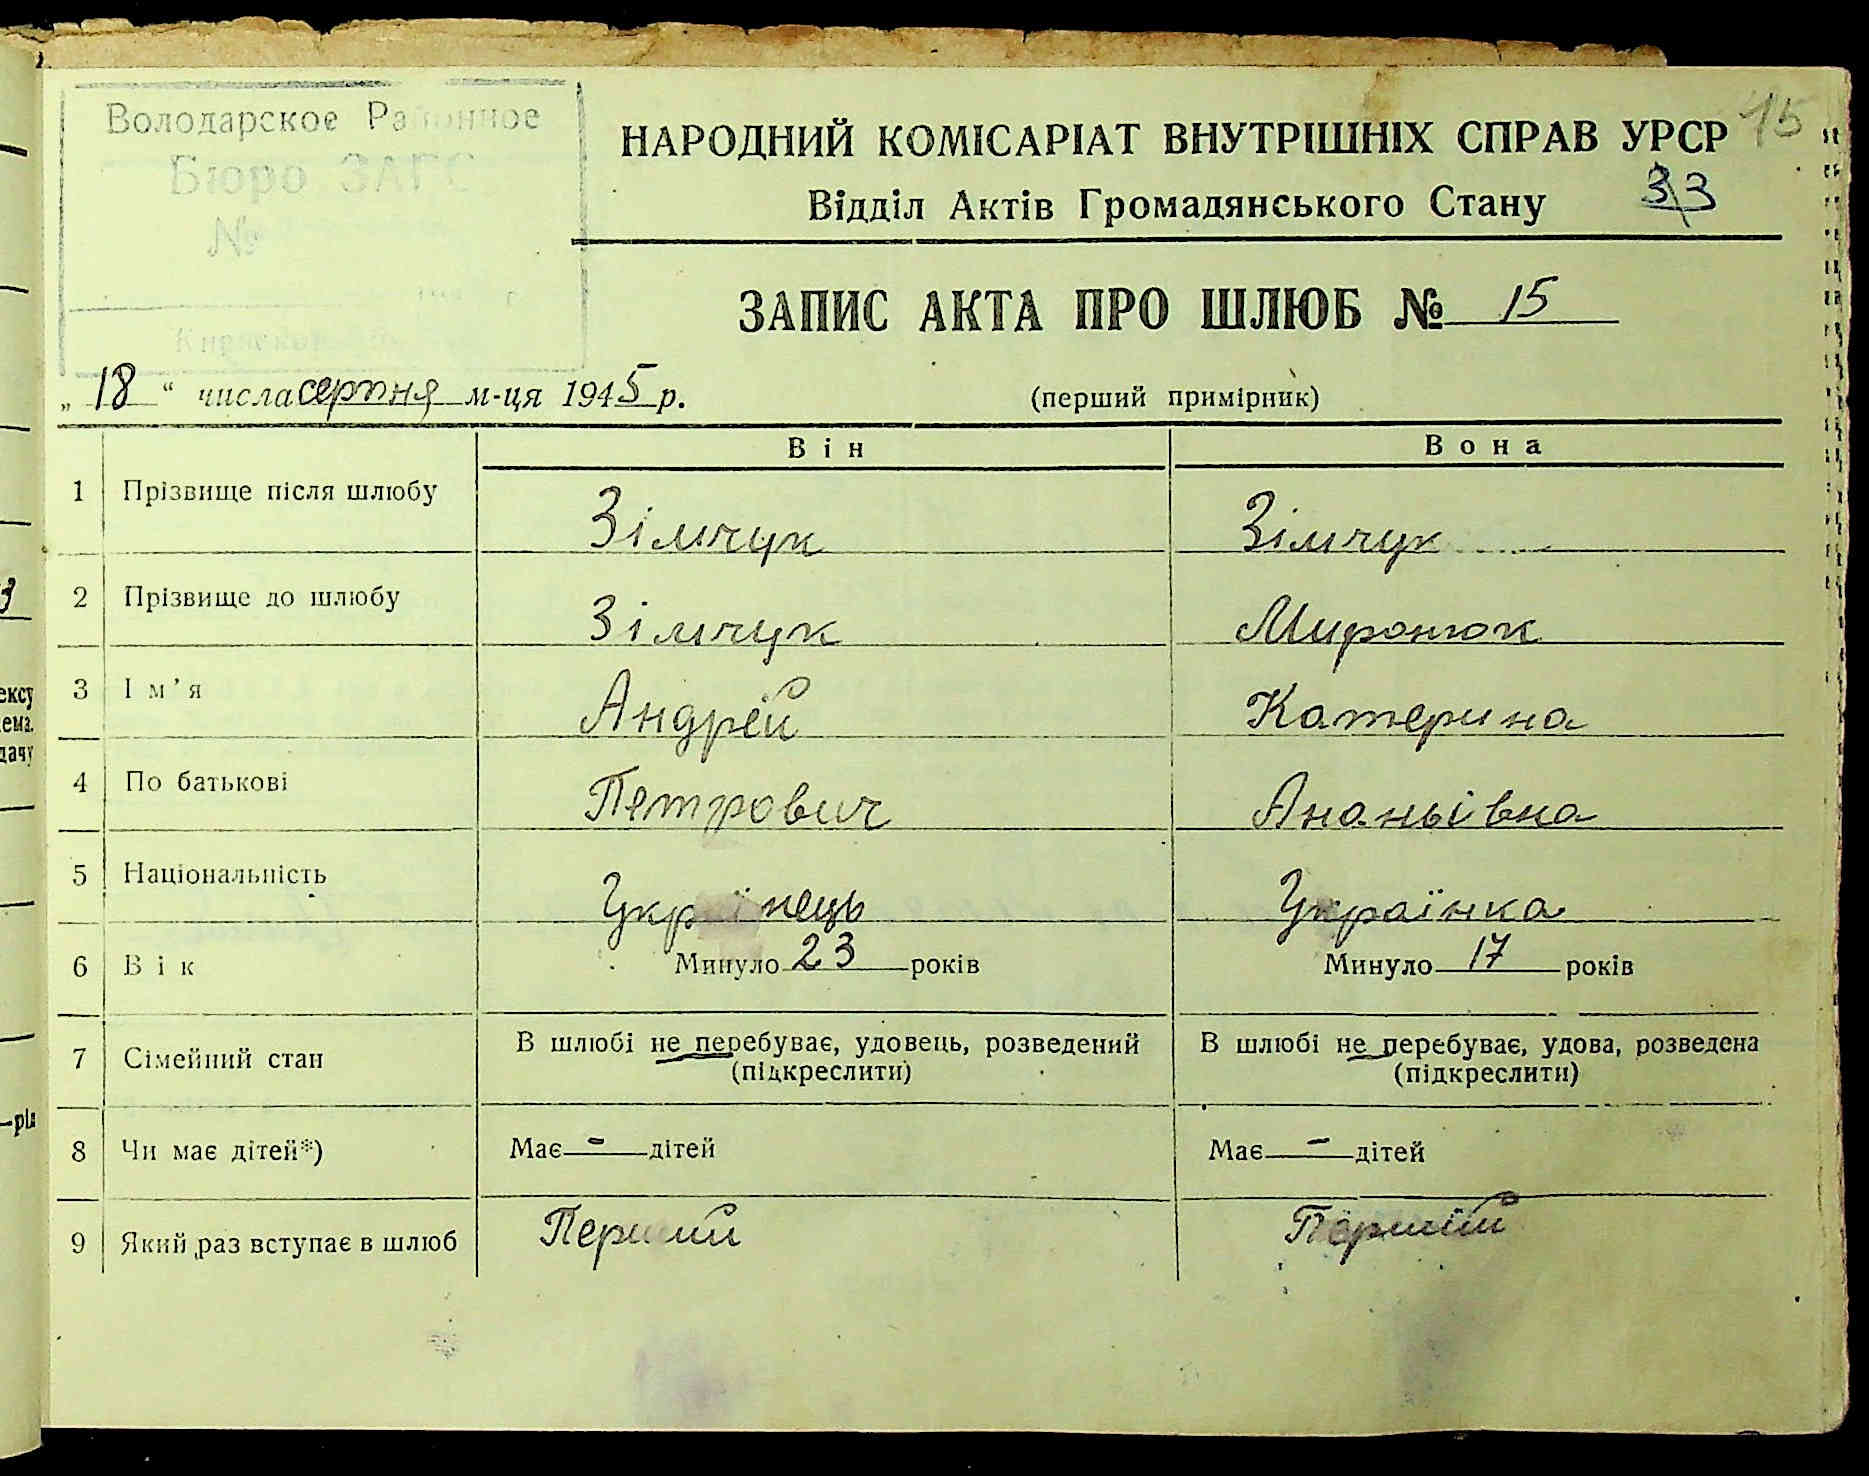 15
Володарское Районное
Бюро ЗАГС
№
НАРОДНИЙ КОМІСАРІАТ ВНУТРІШНІХ СПРАВ УРСР
Відділ Актів Громадянського Стану 33
ЗАПИС АКТА ПРО ШЛЮБ № 15
„ 18 “ числа серпня м-ця 1945 р.
(перший примірник)
Він Вона
1 Прізвище після шлюбу Зімчук Зімчук
2 Прізвище до шлюбу Зімчук Миронюк
3 Ім’я Андрей Катерина
4 По батькові Петрович Ананьівна
5 Національність Українець Українка
6 Вік Минуло 23 років Минуло 17 років
7 Сімейний стан В шлюбі не перебуває, удовець, розведений (підкреслити) В шлюбі не перебуває, удова, розведена (підкреслити)
8 Чи має дітей*) Має - дітей Має - дітей
9 Який раз вступає в шлюб Перший Перший